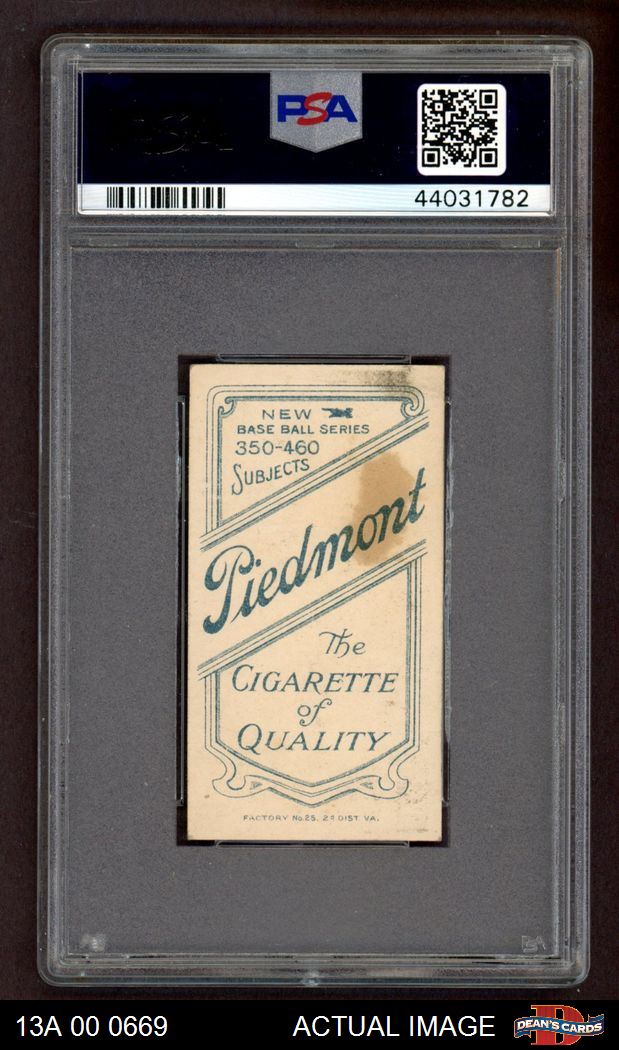 PSA
44031782
NEW
BASE BALL SERIES
350-460
SUBJECTS
Piedmont
The
CIGARETTE
of
QUALITY
FACTORY No. 25, 2D DIST. VA.
13A 00 0669 ACTUAL IMAGE DEAN'S CARDS